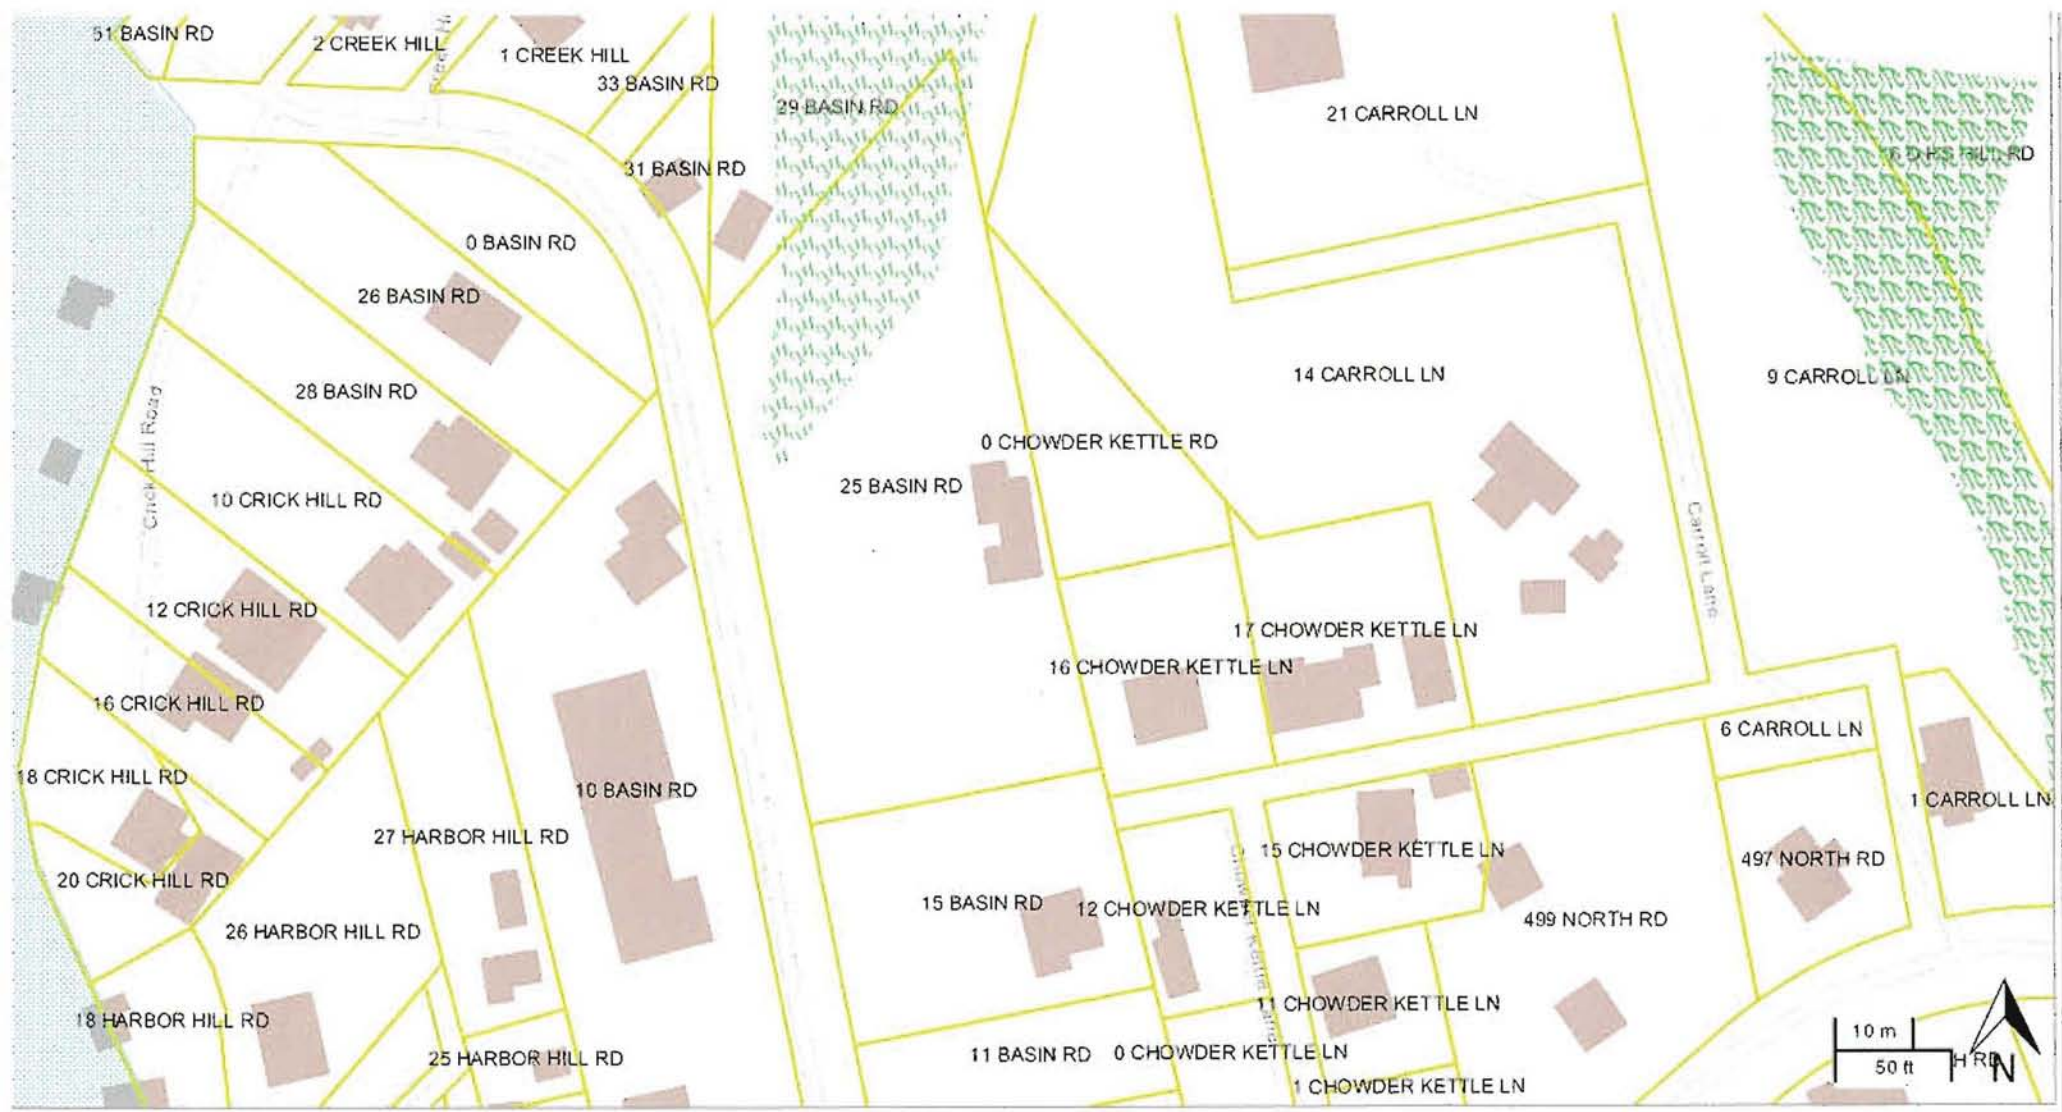 51 BASIN RD
2 CREEK HILL
1 CREEK HILL
33 BASIN RD
29 BASIN RD
21 CARROLL LN
31 BASIN RD
0 BASIN RD
26 BASIN RD
28 BASIN RD
14 CARROLL LN
9 CARROLL LN
0 CHOWDER KETTLE RD
Crick Hill Road
25 BASIN RD
10 CRICK HILL RD
Carroll Lane
12 CRICK HILL RD
17 CHOWDER KETTLE LN
16 CHOWDER KETTLE LN
16 CRICK HILL RD
6 CARROLL LN
18 CRICK HILL RD
10 BASIN RD
1 CARROLL LN
27 HARBOR HILL RD
15 CHOWDER KETTLE LN
497 NORTH RD
20 CRICK HILL RD
15 BASIN RD
12 CHOWDER KETTLE LN
Chowder Kettle Lane
499 NORTH RD
26 HARBOR HILL RD
11 CHOWDER KETTLE LN
18 HARBOR HILL RD
10 m
25 HARBOR HILL RD
11 BASIN RD
0 CHOWDER KETTLE LN
50 ft
H RD
N
1 CHOWDER KETTLE LN